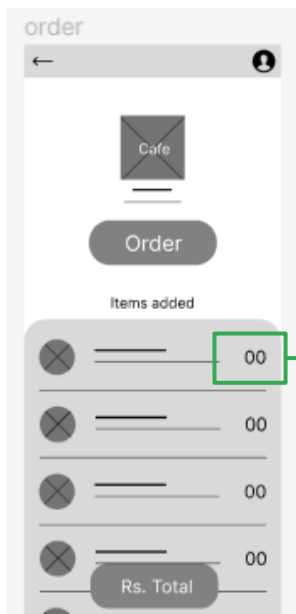 order
Cafe
Order
Items added
00
00
00
00
Rs. Total